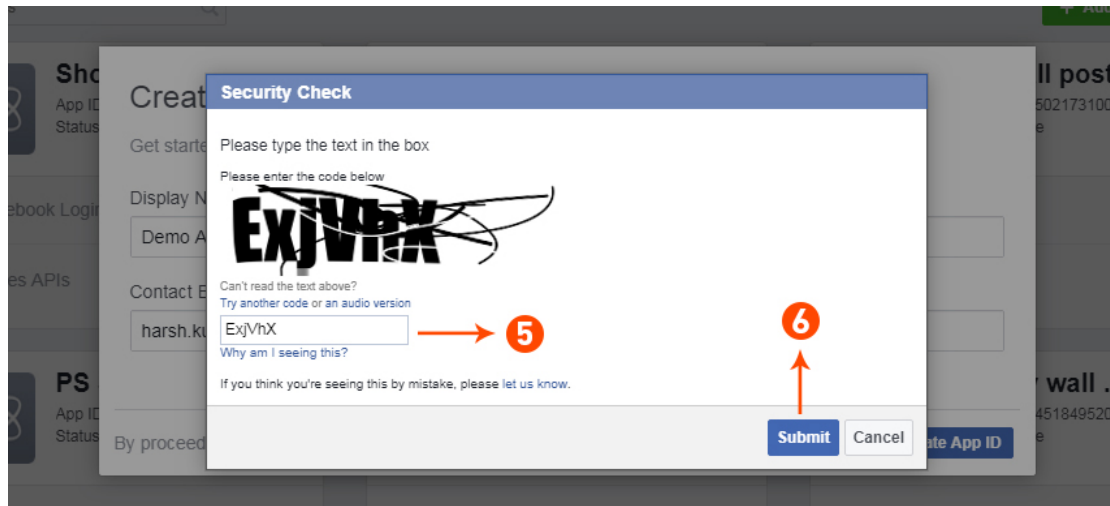 + Add
Sho
App ID
Status
ll post
502173100
e
Creat
Get starte
Security Check
Please type the text in the box
Please enter the code below
ExjVhX
Can't read the text above?
Try another code or an audio version
ExjVhX
Why am I seeing this?
If you think you're seeing this by mistake, please let us know.
5
6
Submit
Cancel
Display N
Demo A
Contact E
harsh.ku
By proceed
ate App ID
ebook Login
es APIs
PS
App ID
Status
wall .
451849520
e